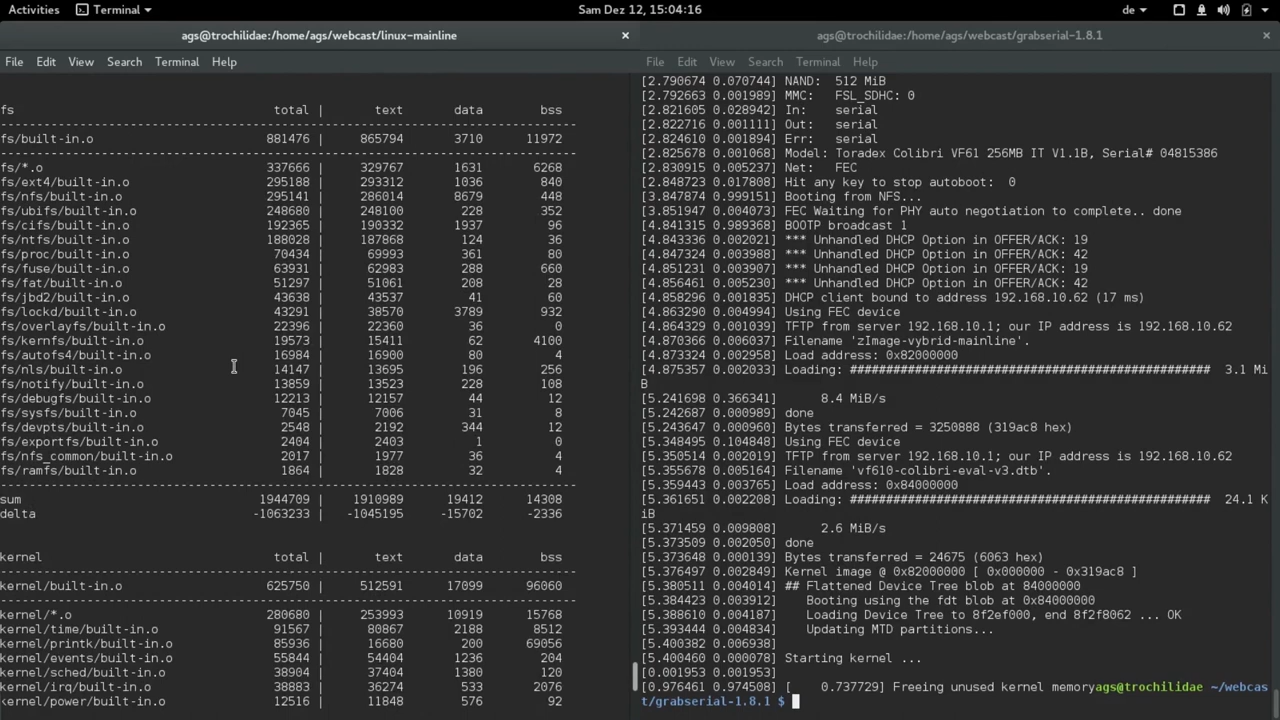 Activities Terminal Sam Dez 12, 15:04:16 de
ags@trochilidae:/home/ags/webcast/linux-mainline ×
File Edit View Search Terminal Help
fs total | text data bss
--------------------------------------------------------------------------------
fs/built-in.o 881476 | 865794 3710 11972
--------------------------------------------------------------------------------
fs/*.o 337666 | 329767 1631 6268
fs/ext4/built-in.o 295188 | 293312 1036 840
fs/nfs/built-in.o 295141 | 286014 8679 448
fs/ubifs/built-in.o 248680 | 248100 228 352
fs/cifs/built-in.o 192365 | 190332 1937 96
fs/ntfs/built-in.o 188028 | 187868 124 36
fs/proc/built-in.o 70434 | 69993 361 80
fs/fuse/built-in.o 63931 | 62983 288 660
fs/fat/built-in.o 51297 | 51061 208 28
fs/jbd2/built-in.o 43638 | 43537 41 60
fs/lockd/built-in.o 43291 | 38570 3789 932
fs/overlayfs/built-in.o 22396 | 22360 36 0
fs/kernfs/built-in.o 19573 | 15411 62 4100
fs/autofs4/built-in.o 16984 | 16900 80 4
fs/nls/built-in.o 14147 | 13695 196 256
fs/notify/built-in.o 13859 | 13523 228 108
fs/debugfs/built-in.o 12213 | 12157 44 12
fs/sysfs/built-in.o 7045 | 7006 31 8
fs/devpts/built-in.o 2548 | 2192 344 12
fs/exportfs/built-in.o 2404 | 2403 1 0
fs/nfs_common/built-in.o 2017 | 1977 36 4
fs/ramfs/built-in.o 1864 | 1828 32 4
--------------------------------------------------------------------------------
sum 1944709 | 1910989 19412 14308
delta -1063233 | -1045195 -15702 -2336
kernel total | text data bss
--------------------------------------------------------------------------------
kernel/built-in.o 625750 | 512591 17099 96060
--------------------------------------------------------------------------------
kernel/*.o 280680 | 253993 10919 15768
kernel/time/built-in.o 91567 | 80867 2188 8512
kernel/printk/built-in.o 85936 | 16680 200 69056
kernel/events/built-in.o 55844 | 54404 1236 204
kernel/sched/built-in.o 38904 | 37404 1380 120
kernel/irq/built-in.o 38883 | 36274 533 2076
kernel/power/built-in.o 12516 | 11848 576 92
ags@trochilidae:/home/ags/webcast/grabserial-1.8.1 ×
File Edit View Search Terminal Help
[2.790674 0.070744] NAND: 512 MiB
[2.792663 0.001989] MMC: FSL_SDHC: 0
[2.821605 0.028942] In: serial
[2.822716 0.001111] Out: serial
[2.824610 0.001894] Err: serial
[2.825678 0.001068] Model: Toradex Colibri VF61 256MB IT V1.1B, Serial# 04815386
[2.830915 0.005237] Net: FEC
[2.848723 0.017808] Hit any key to stop autoboot: 0
[3.847874 0.999151] Booting from NFS...
[3.851947 0.004073] FEC Waiting for PHY auto negotiation to complete.. done
[4.841315 0.989368] BOOTP broadcast 1
[4.843336 0.002021] *** Unhandled DHCP Option in OFFER/ACK: 19
[4.847324 0.003988] *** Unhandled DHCP Option in OFFER/ACK: 42
[4.851231 0.003907] *** Unhandled DHCP Option in OFFER/ACK: 19
[4.856461 0.005230] *** Unhandled DHCP Option in OFFER/ACK: 42
[4.858296 0.001835] DHCP client bound to address 192.168.10.62 (17 ms)
[4.863290 0.004994] Using FEC device
[4.864329 0.001039] TFTP from server 192.168.10.1; our IP address is 192.168.10.62
[4.870366 0.006037] Filename 'zImage-vybrid-mainline'.
[4.873324 0.002958] Load address: 0x82000000
[4.875357 0.002033] Loading: ################################################## 3.1 Mi
B
[5.241698 0.366341] 8.4 MiB/s
[5.242687 0.000989] done
[5.243647 0.000960] Bytes transferred = 3250888 (319ac8 hex)
[5.348495 0.104848] Using FEC device
[5.350514 0.002019] TFTP from server 192.168.10.1; our IP address is 192.168.10.62
[5.355678 0.005164] Filename 'vf610-colibri-eval-v3.dtb'.
[5.359443 0.003765] Load address: 0x84000000
[5.361651 0.002208] Loading: ################################################## 24.1 K
iB
[5.371459 0.009808] 2.6 MiB/s
[5.373509 0.002050] done
[5.373648 0.000139] Bytes transferred = 24675 (6063 hex)
[5.376497 0.002849] Kernel image @ 0x82000000 [ 0x000000 - 0x319ac8 ]
[5.380511 0.004014] ## Flattened Device Tree blob at 84000000
[5.384423 0.003912] Booting using the fdt blob at 0x84000000
[5.388610 0.004187] Loading Device Tree to 8f2ef000, end 8f2f8062 ... OK
[5.393444 0.004834] Updating MTD partitions...
[5.400382 0.006938]
[5.400460 0.000078] Starting kernel ...
[0.001953 0.001953]
[0.976461 0.974508] [ 0.737729] Freeing unused kernel memoryags@trochilidae ~/webcas
t/grabserial-1.8.1 $